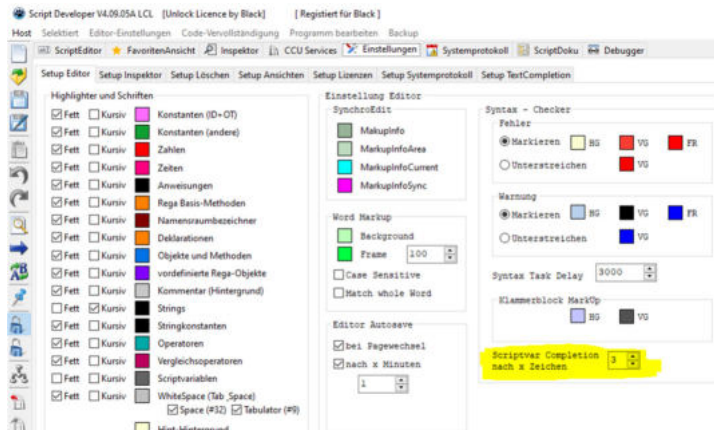 Script Developer V4.09.05A LCL [Unlock Licence by Black] [ Registiert für Black ]
Host Selektiert Editor-Einstellungen Code-Vervollständigung Programm bearbeiten Backup
ScriptEditor FavoritenAnsicht Inspektor CCU Services Einstellungen Systemprotokoll ScriptDoku Debugger
Setup Editor Setup Inspektor Setup Löschen Setup Ansichten Setup Lizenzen Setup Systemprotokoll Setup TextCompletion
Highlighter und Schriften
Fett Kursiv Konstanten (ID+OT)
Fett Kursiv Konstanten (andere)
Fett Kursiv Zahlen
Fett Kursiv Zeiten
Fett Kursiv Anweisungen
Fett Kursiv Rega Basis-Methoden
Fett Kursiv Namensraumbezeichner
Fett Kursiv Deklarationen
Fett Kursiv Objekte und Methoden
Fett Kursiv vordefinierte Rega-Objekte
Fett Kursiv Kommentar (Hintergrund)
Fett Kursiv Strings
Fett Kursiv Stringkonstanten
Fett Kursiv Operatoren
Fett Kursiv Vergleichsoperatoren
Fett Kursiv Scriptvariablen
Fett Kursiv WhiteSpace (Tab ,Space)
Space (#32) Tabulator (#9)
Hint-Hintergrund
Einstellung Editor
SynchroEdit
MakupInfo
MarkupInfoArea
MarkupInfoCurrent
MarkupInfoSync
Word Markup
Background
Frame 100
Case Sensitive
Match whole Word
Editor Autosave
bei Pagewechsel
nach x Minuten
1
Syntax - Checker
Fehler
Markieren BG VG FR
Unterstreichen VG
Warnung
Markieren BG VG FR
Unterstreichen VG
Syntax Task Delay 3000
Klammerblock MarkUp
BG VG
Scriptvar Completion 3
nach x Zeichen